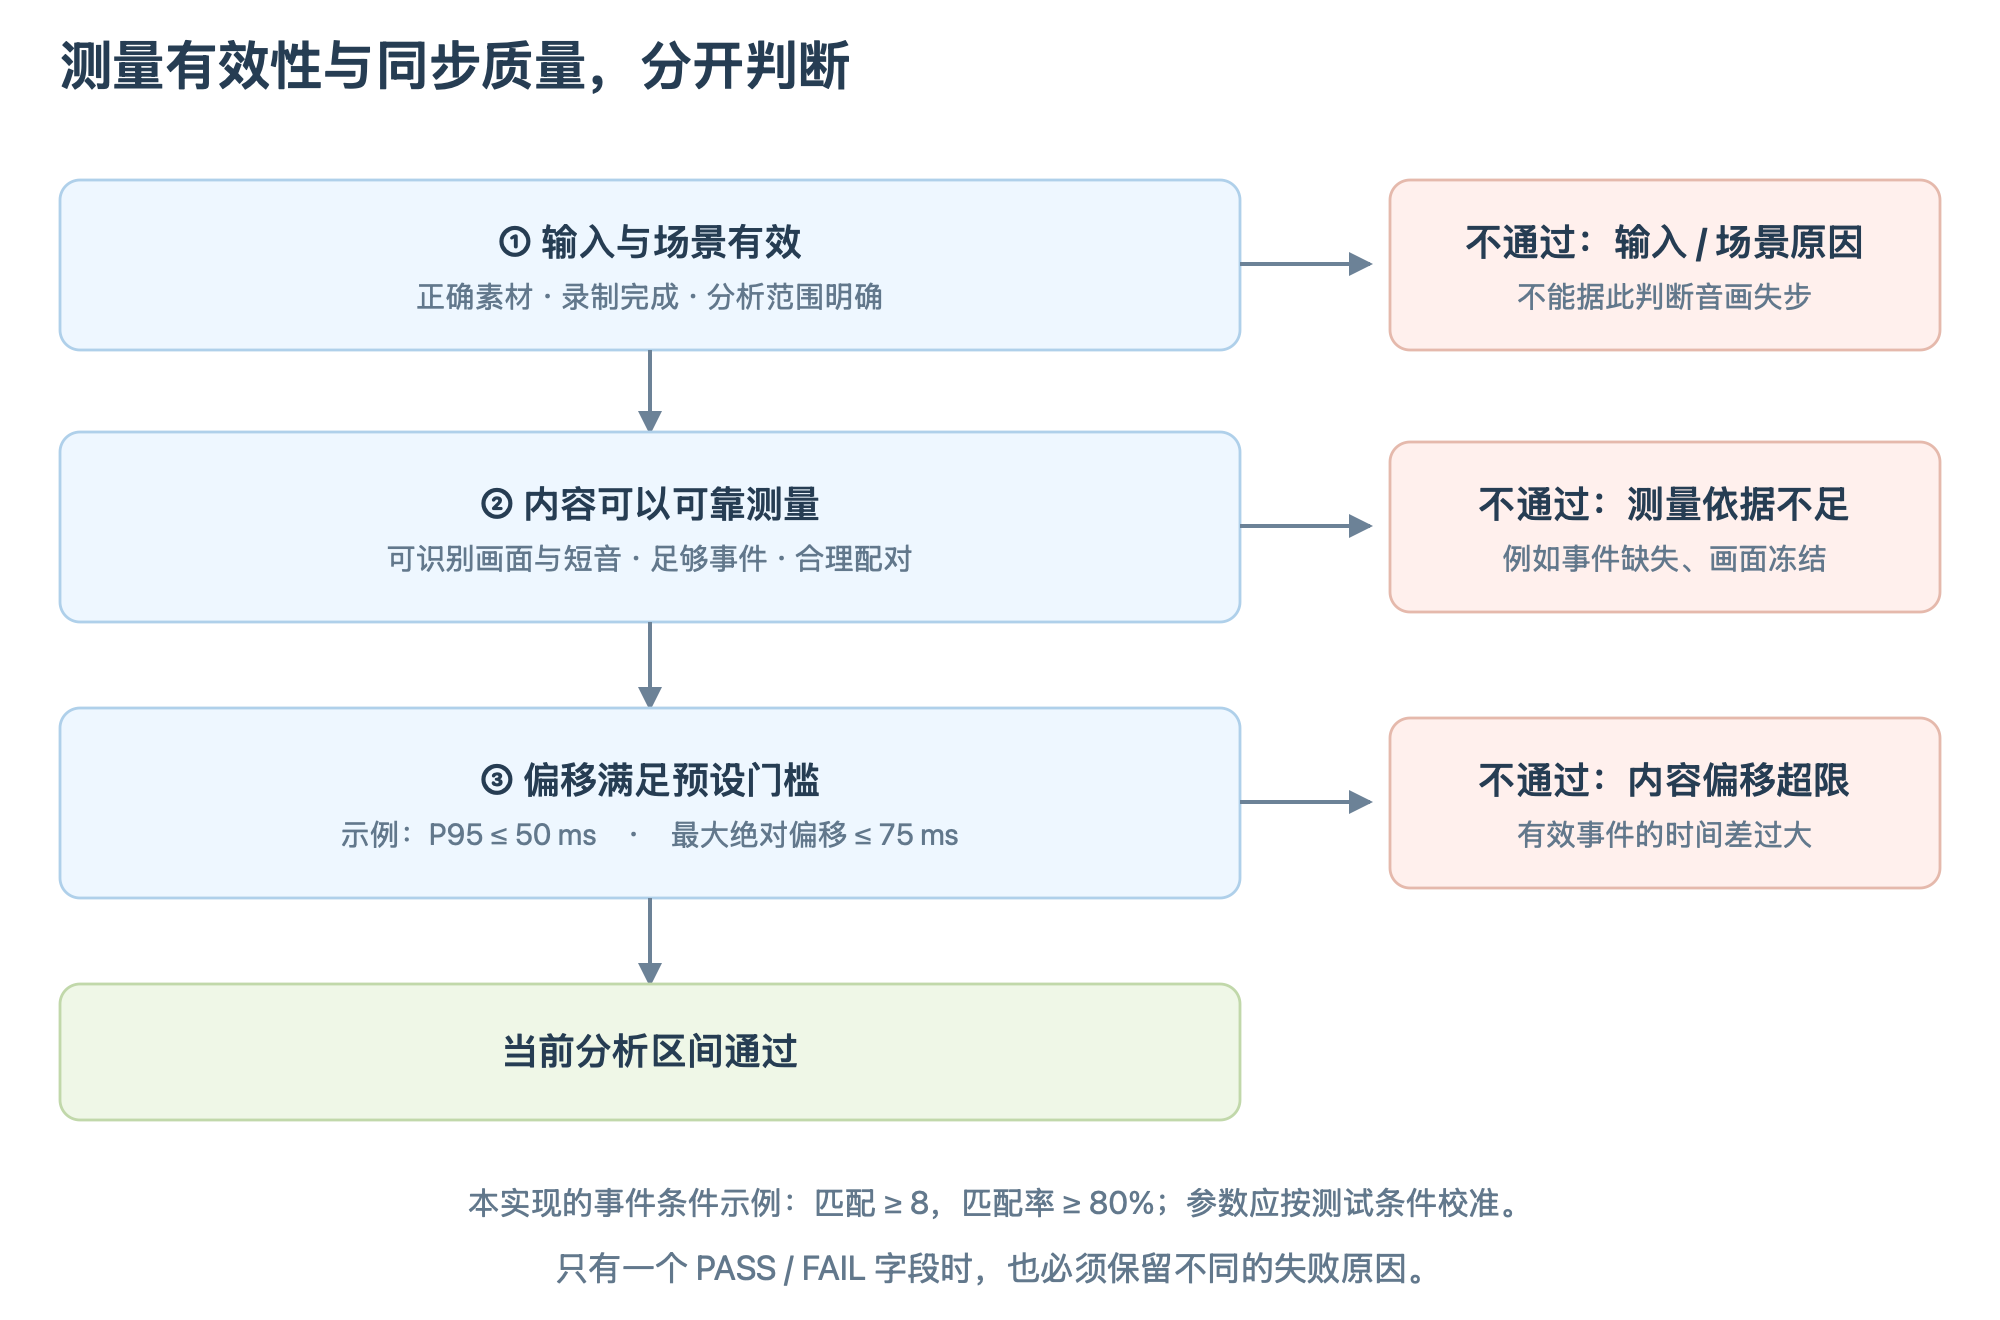 测量有效性与同步质量，分开判断
① 输入与场景有效
正确素材 · 录制完成 · 分析范围明确
不通过：输入 / 场景原因
不能据此判断音画失步
② 内容可以可靠测量
可识别画面与短音 · 足够事件 · 合理配对
不通过：测量依据不足
例如事件缺失、画面冻结
③ 偏移满足预设门槛
示例：P95 ≤ 50 ms · 最大绝对偏移 ≤ 75 ms
不通过：内容偏移超限
有效事件的时间差过大
当前分析区间通过
本实现的事件条件示例：匹配 ≥ 8，匹配率 ≥ 80%；参数应按测试条件校准。
只有一个 PASS / FAIL 字段时，也必须保留不同的失败原因。